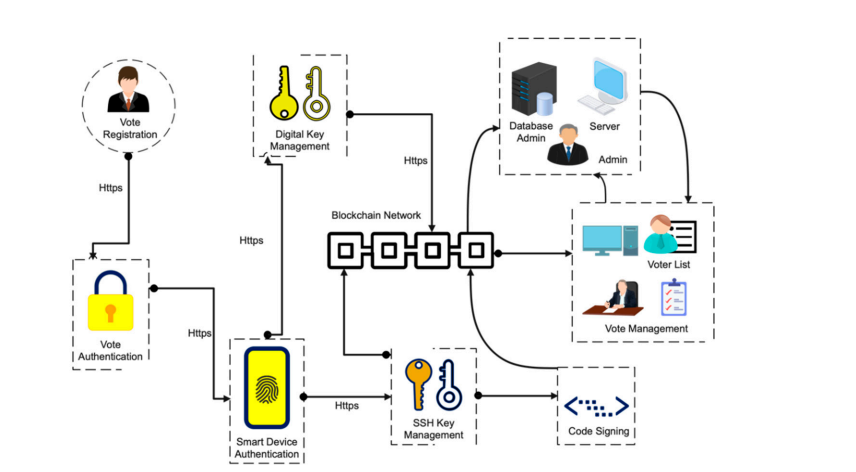 Vote
Registration
Https
Digital Key
Management
Https
Database
Admin
Server
Admin
Blockchain Network
Https
Voter List
Vote Management
Vote
Authentication
Https
Smart Device
Authentication
Https
SSH Key
Management
Code Signing